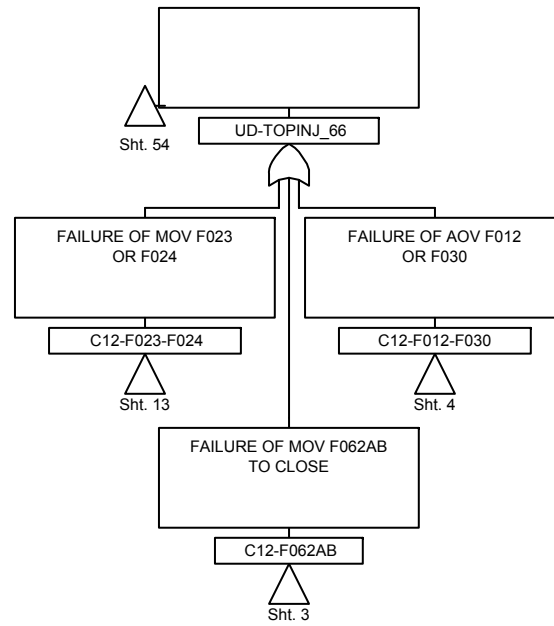 Sht. 54
UD-TOPINJ_66
FAILURE OF MOV F023
OR F024
C12-F023-F024
Sht. 13
FAILURE OF AOV F012
OR F030
C12-F012-F030
Sht. 4
FAILURE OF MOV F062AB
TO CLOSE
C12-F062AB
Sht. 3